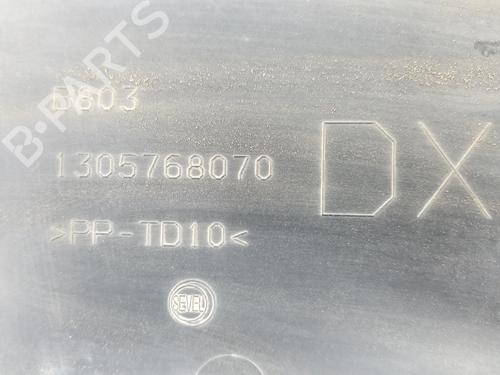 B-PARTS
B603
1305768070
DX
>PP-TD10<
SEVEL